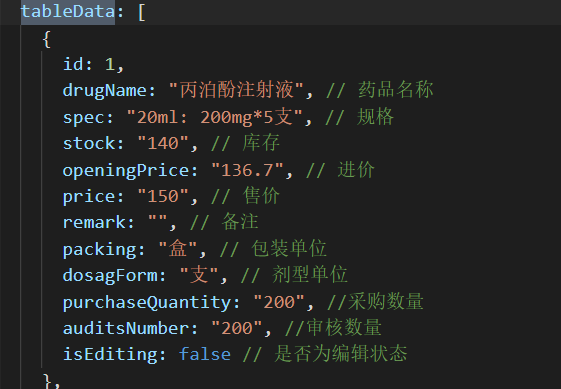 tableData: [
{
id: 1,
drugName: "丙泊酚注射液", // 药品名称
spec: "20ml: 200mg*5支", // 规格
stock: "140", // 库存
openingPrice: "136.7", // 进价
price: "150", // 售价
remark: "", // 备注
packing: "盒", // 包装单位
dosagForm: "支", // 剂型单位
purchaseQuantity: "200", //采购数量
auditsNumber: "200", //审核数量
isEditing: false // 是否为编辑状态
},